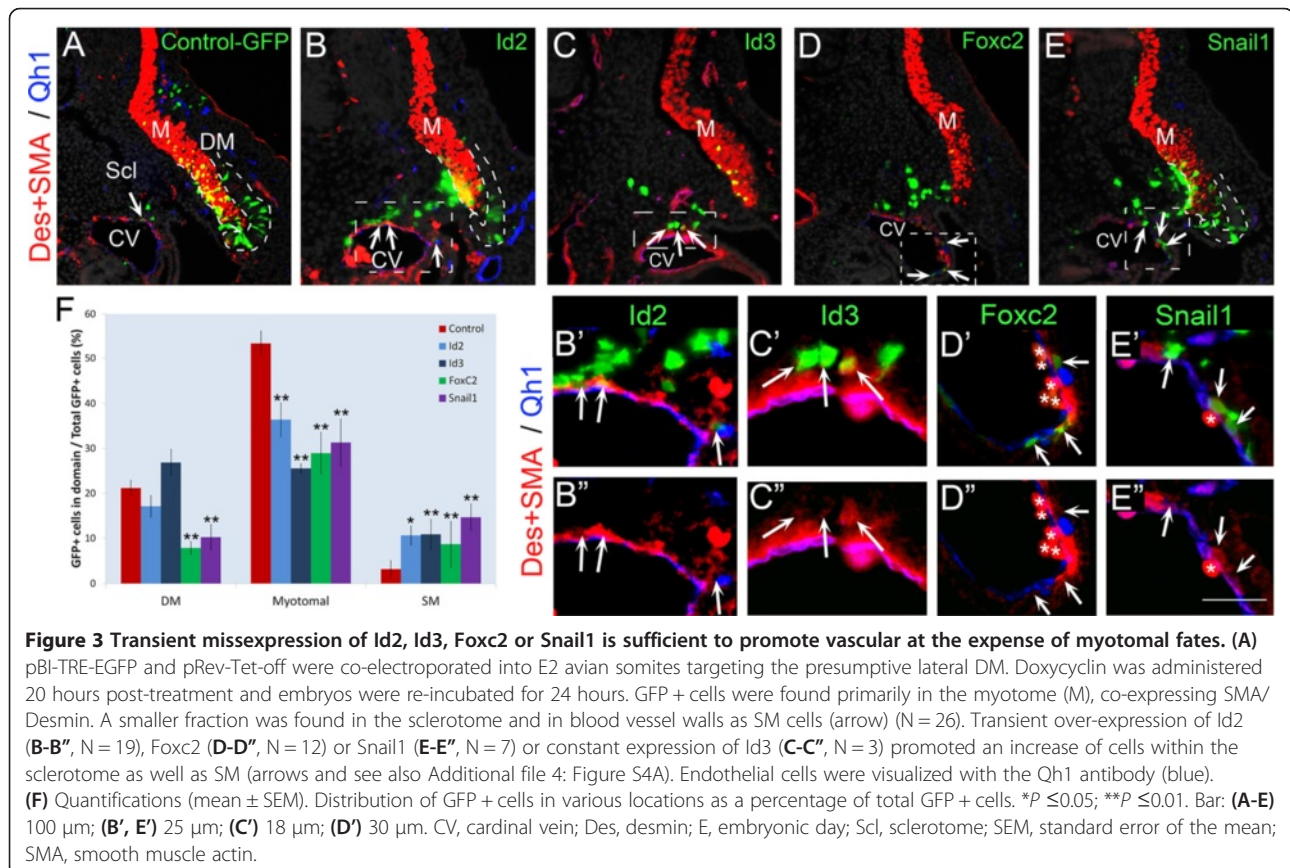 A Control-GFP
B Id2
C Id3
D Foxc2
E Snail1
Des+SMA / Qh1
M
DM
Scl
CV
M
CV
M
CV
M
CV
M
CV
F
GFP+ cells in domain / Total GFP+ cells (%)
60
50
40
30
20
10
0
Control
Id2
Id3
FoxC2
Snail1
** **
** ** ** **
* ** ** **
DM Myotomal SM
Des+SMA / Qh1
Id2 Id3 Foxc2 Snail1
B' C' D' E'
* * * * *
*
B" C" D" E"
* * * * *
*
Figure 3 Transient missexpression of Id2, Id3, Foxc2 or Snail1 is sufficient to promote vascular at the expense of myotomal fates. (A)
pBI-TRE-EGFP and pRev-Tet-off were co-electroporated into E2 avian somites targeting the presumptive lateral DM. Doxycyclin was administered
20 hours post-treatment and embryos were re-incubated for 24 hours. GFP + cells were found primarily in the myotome (M), co-expressing SMA/
Desmin. A smaller fraction was found in the sclerotome and in blood vessel walls as SM cells (arrow) (N = 26). Transient over-expression of Id2
(B-B", N = 19), Foxc2 (D-D", N = 12) or Snail1 (E-E", N = 7) or constant expression of Id3 (C-C", N = 3) promoted an increase of cells within the
sclerotome as well as SM (arrows and see also Additional file 4: Figure S4A). Endothelial cells were visualized with the Qh1 antibody (blue).
(F) Quantifications (mean ± SEM). Distribution of GFP + cells in various locations as a percentage of total GFP + cells. *P ≤0.05; **P ≤0.01. Bar: (A-E)
100 μm; (B', E') 25 μm; (C') 18 μm; (D') 30 μm. CV, cardinal vein; Des, desmin; E, embryonic day; Scl, sclerotome; SEM, standard error of the mean;
SMA, smooth muscle actin.